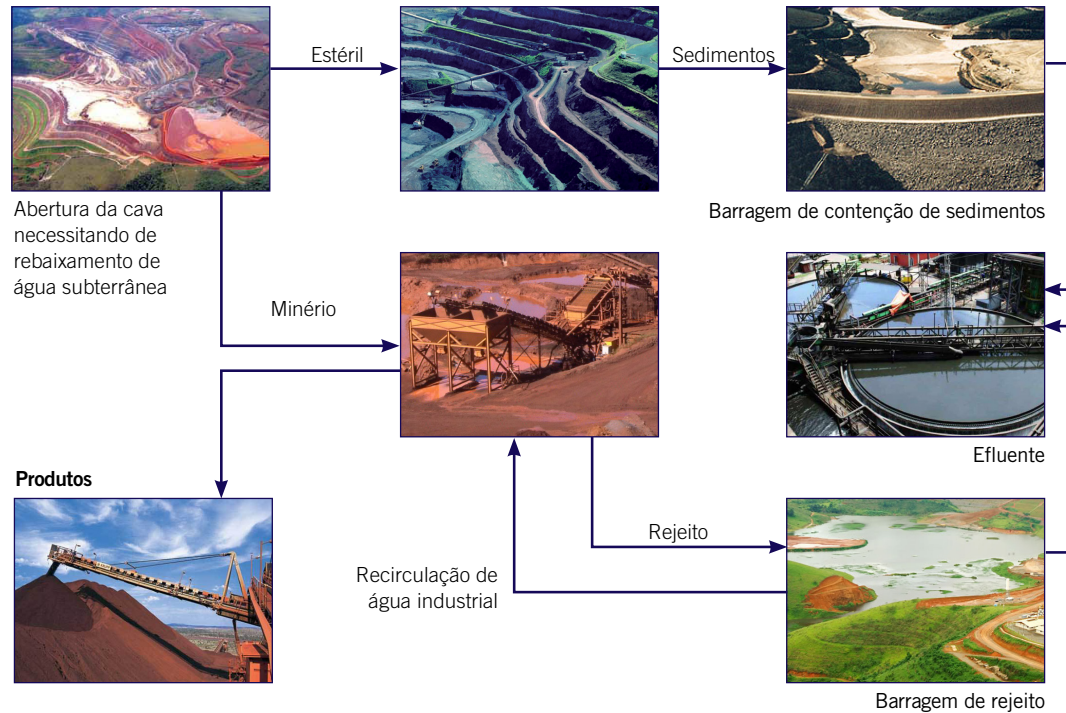 Estéril
Sedimentos
Abertura da cava
necessitando de
rebaixamento de
água subterrânea
Barragem de contenção de sedimentos
Minério
Efluente
Produtos
Rejeito
Recirculação de
água industrial
Barragem de rejeito